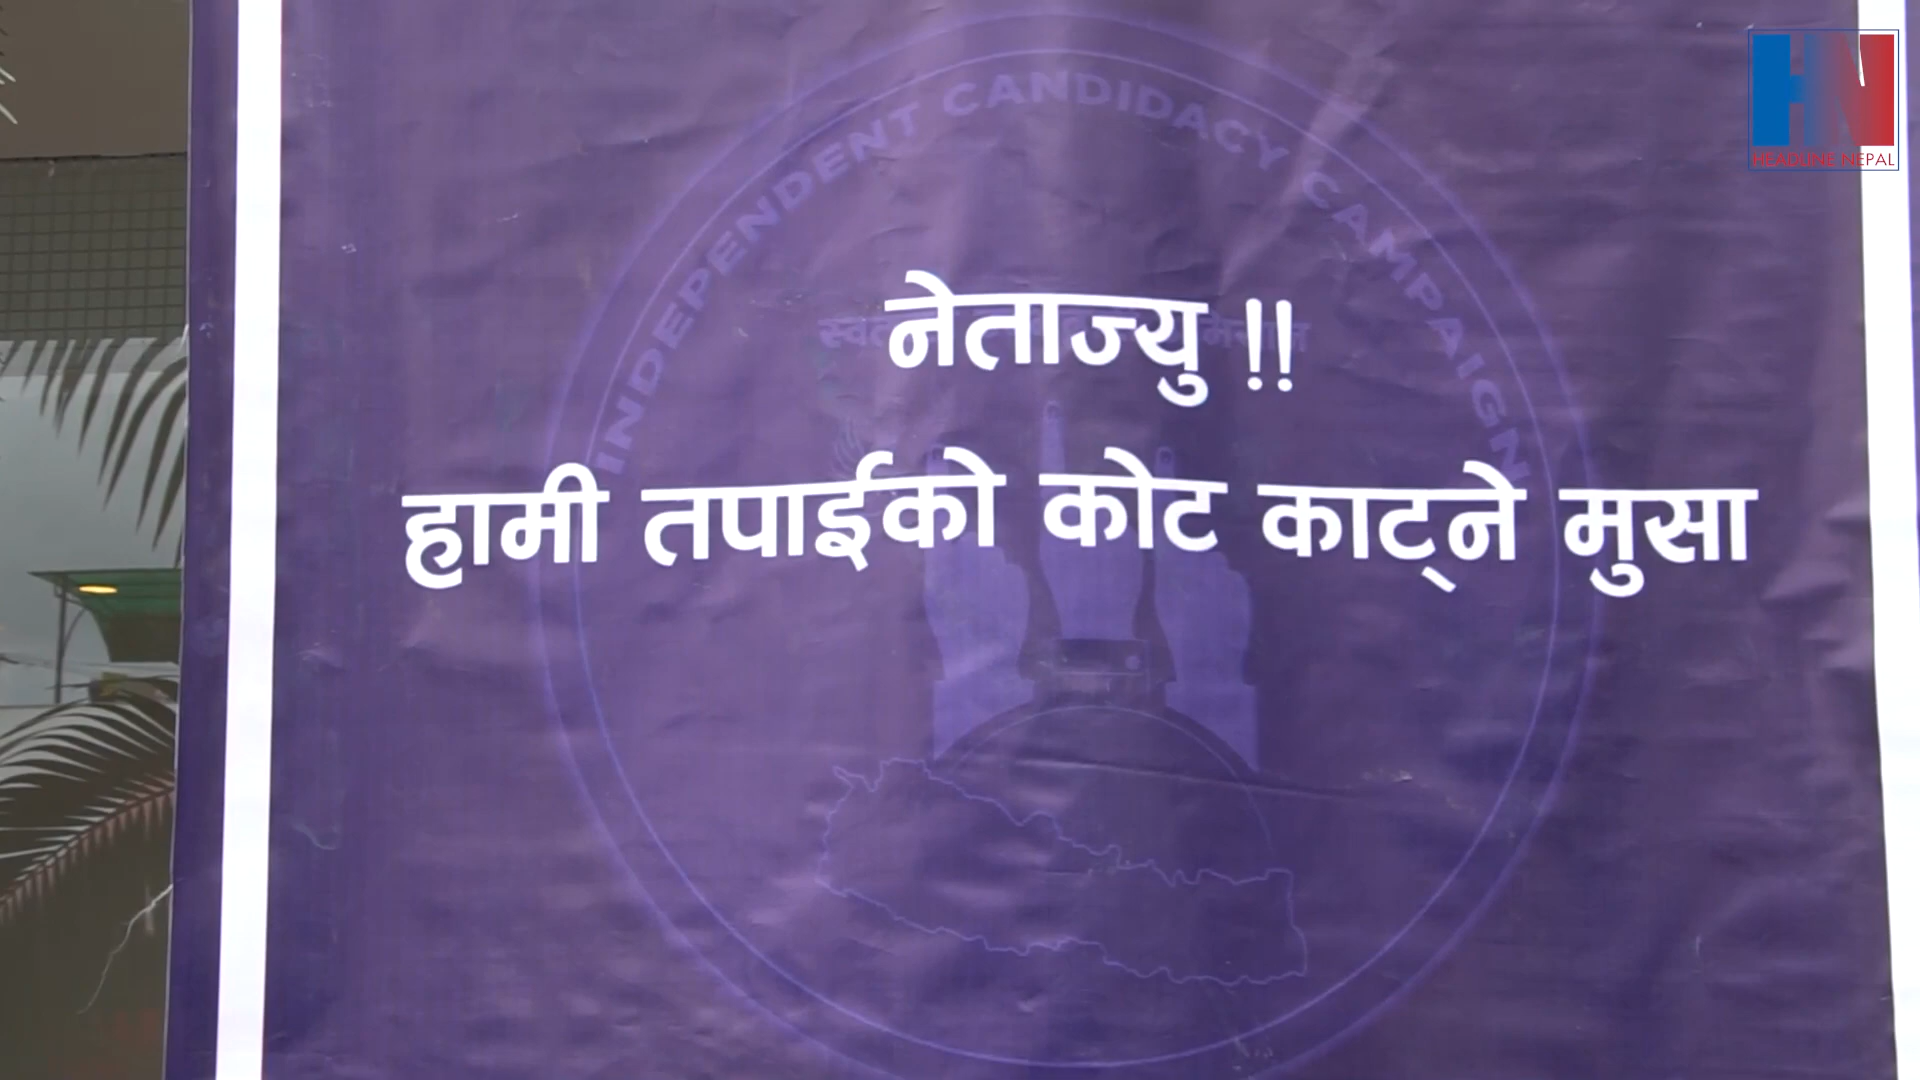 HEADLINE NEPAL
INDEPENDENT CANDIDACY CAMPAIGN
नेताज्यु !!
हामी तपाईको कोट काट्ने मुसा